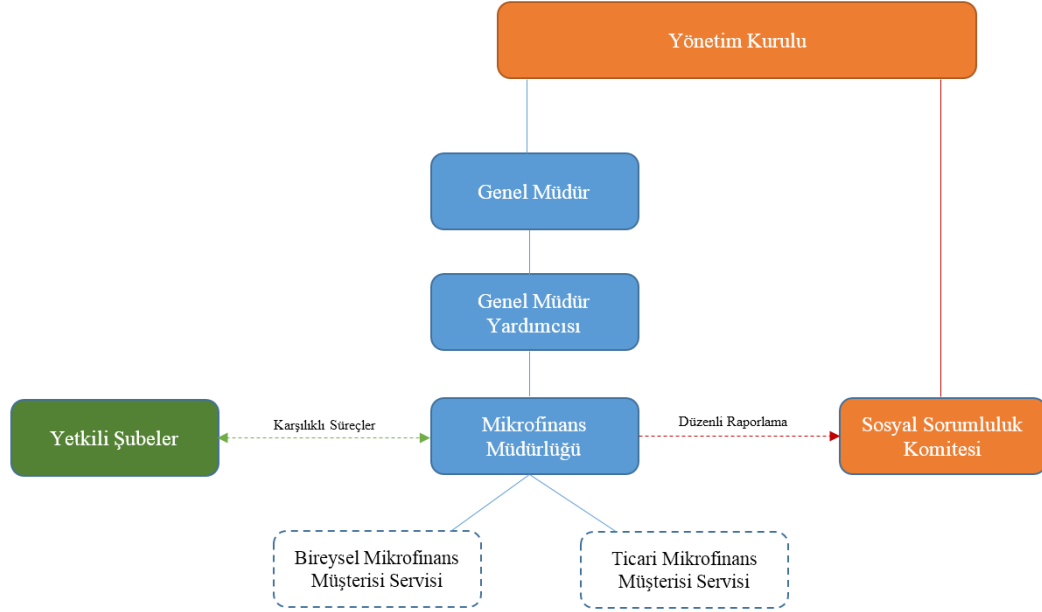 Yönetim Kurulu
Genel Müdür
Genel Müdür
Yardımcısı
Yetkili Şubeler
Karşılıklı Süreçler
Mikrofinans
Müdürlüğü
Düzenli Raporlama
Sosyal Sorumluluk
Komitesi
Bireysel Mikrofinans
Müşterisi Servisi
Ticari Mikrofinans
Müşterisi Servisi